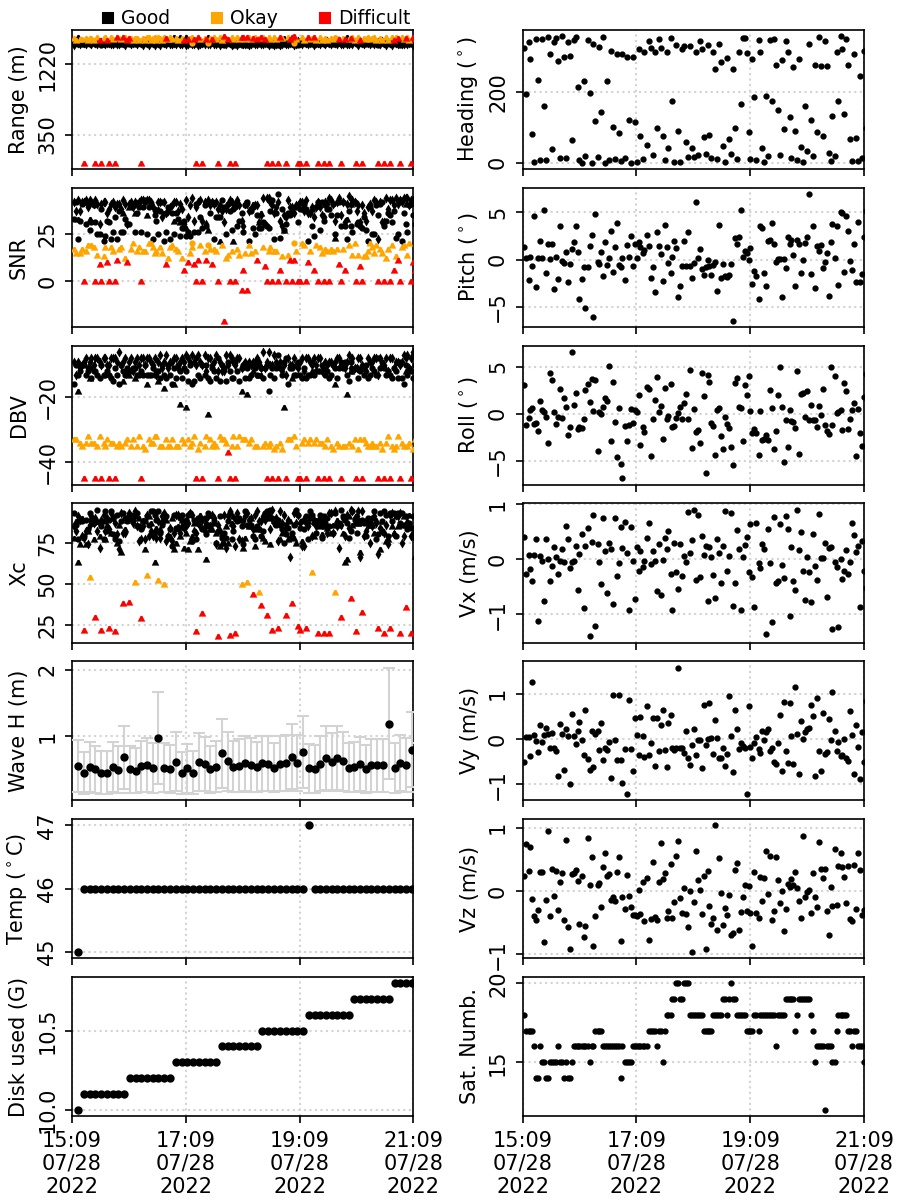 Good Okay Difficult
Range (m)
1220
350
Heading (°)
200
0
SNR
25
0
Pitch (°)
5
0
−5
DBV
−20
−40
Roll (°)
5
0
−5
Xc
75
50
25
Vx (m/s)
1
0
−1
Wave H (m)
2
1
Vy (m/s)
1
0
−1
Temp (°C)
47
46
45
Vz (m/s)
1
0
−1
Disk used (G)
10.5
10.0
Sat. Numb.
20
15
15:09 17:09 19:09 21:09 15:09 17:09 19:09 21:09
07/28 07/28 07/28 07/28 07/28 07/28 07/28 07/28
2022 2022 2022 2022 2022 2022 2022 2022